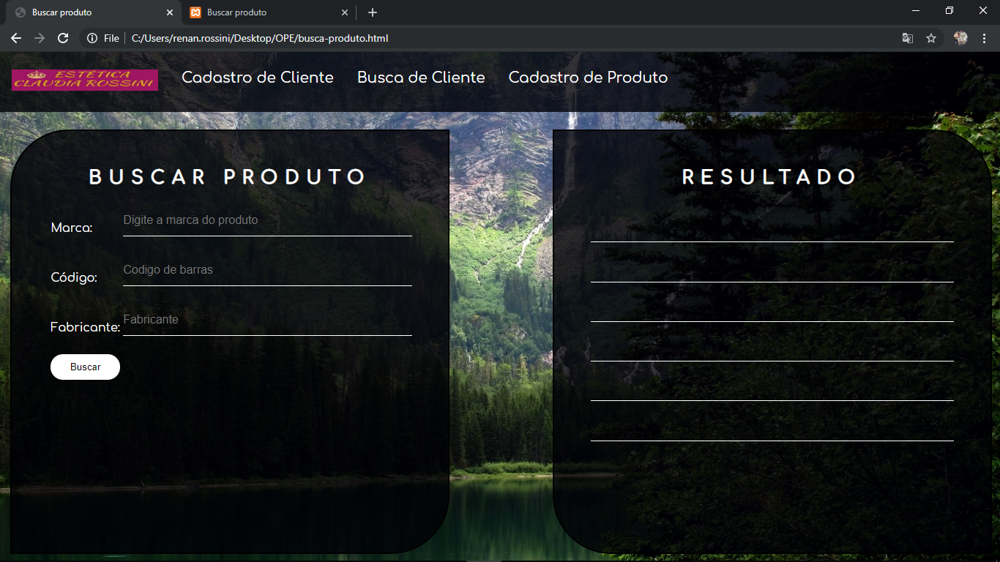 Buscar produto
Buscar produto
File
C:/Users/renan.rossini/Desktop/OPE/busca-produto.html
ESTÉTICA
CLAUDIA ROSSINI
Cadastro de Cliente
Busca de Cliente
Cadastro de Produto
BUSCAR PRODUTO
Marca:
Digite a marca do produto
Código:
Codigo de barras
Fabricante:
Fabricante
Buscar
RESULTADO